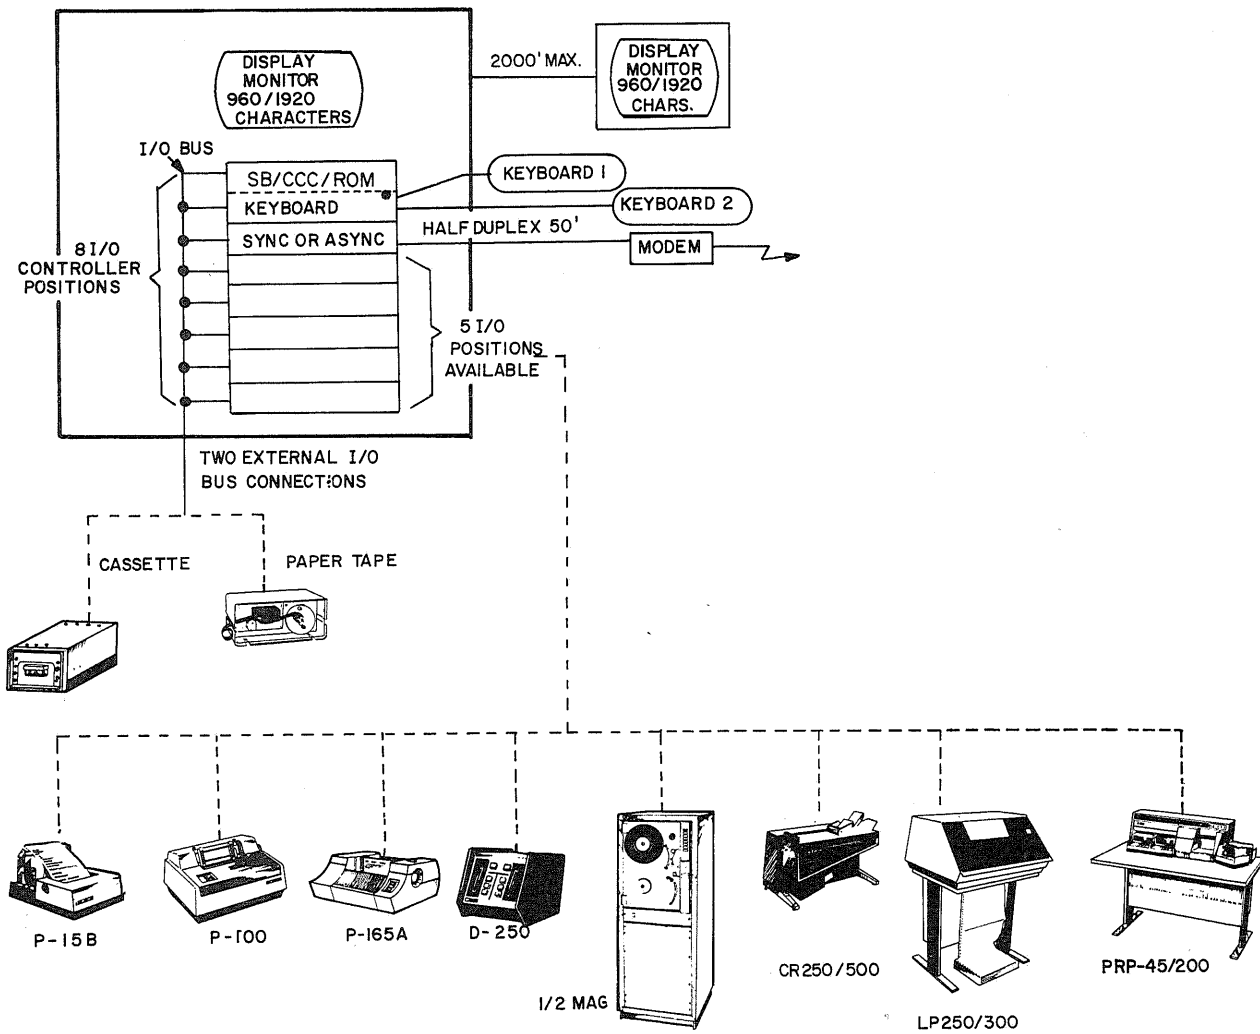 DISPLAY
MONITOR
960/1920
CHARACTERS
2000' MAX.
DISPLAY
MONITOR
960/1920
CHARS.
I/O BUS
SB/CCC/ROM
KEYBOARD
SYNC OR ASYNC
KEYBOARD 1
KEYBOARD 2
HALF DUPLEX 50'
MODEM
8 I/O
CONTROLLER
POSITIONS
5 I/O
POSITIONS
AVAILABLE
TWO EXTERNAL I/O
BUS CONNECTIONS
CASSETTE
PAPER TAPE
P-15B
P-100
P-165A
D-250
1/2 MAG
CR250/500
LP250/300
PRP-45/200